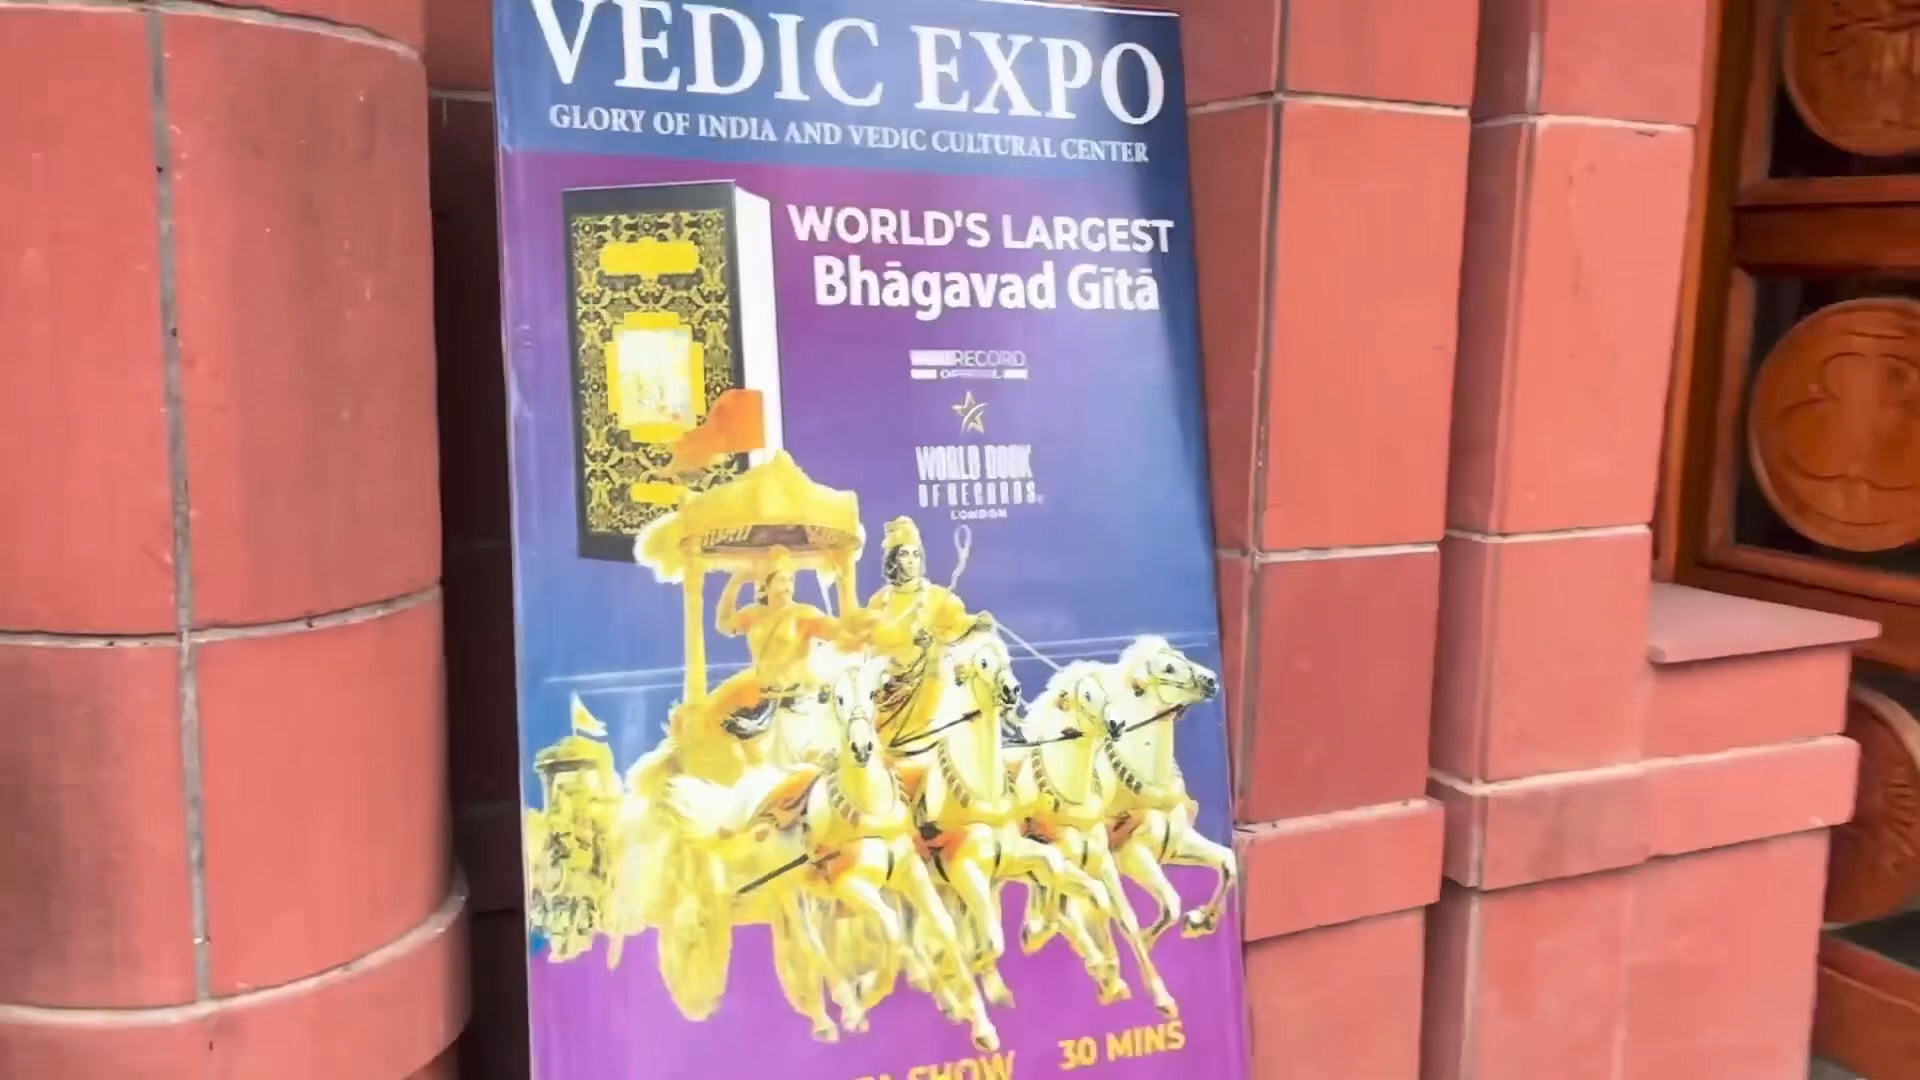 VEDIC EXPO
GLORY OF INDIA AND VEDIC CULTURAL CENTER
WORLD'S LARGEST
Bhāgavad Gītā
RECORD
WORLD BOOK
OF RECORDS
LONDON
SHOW 30 MINS